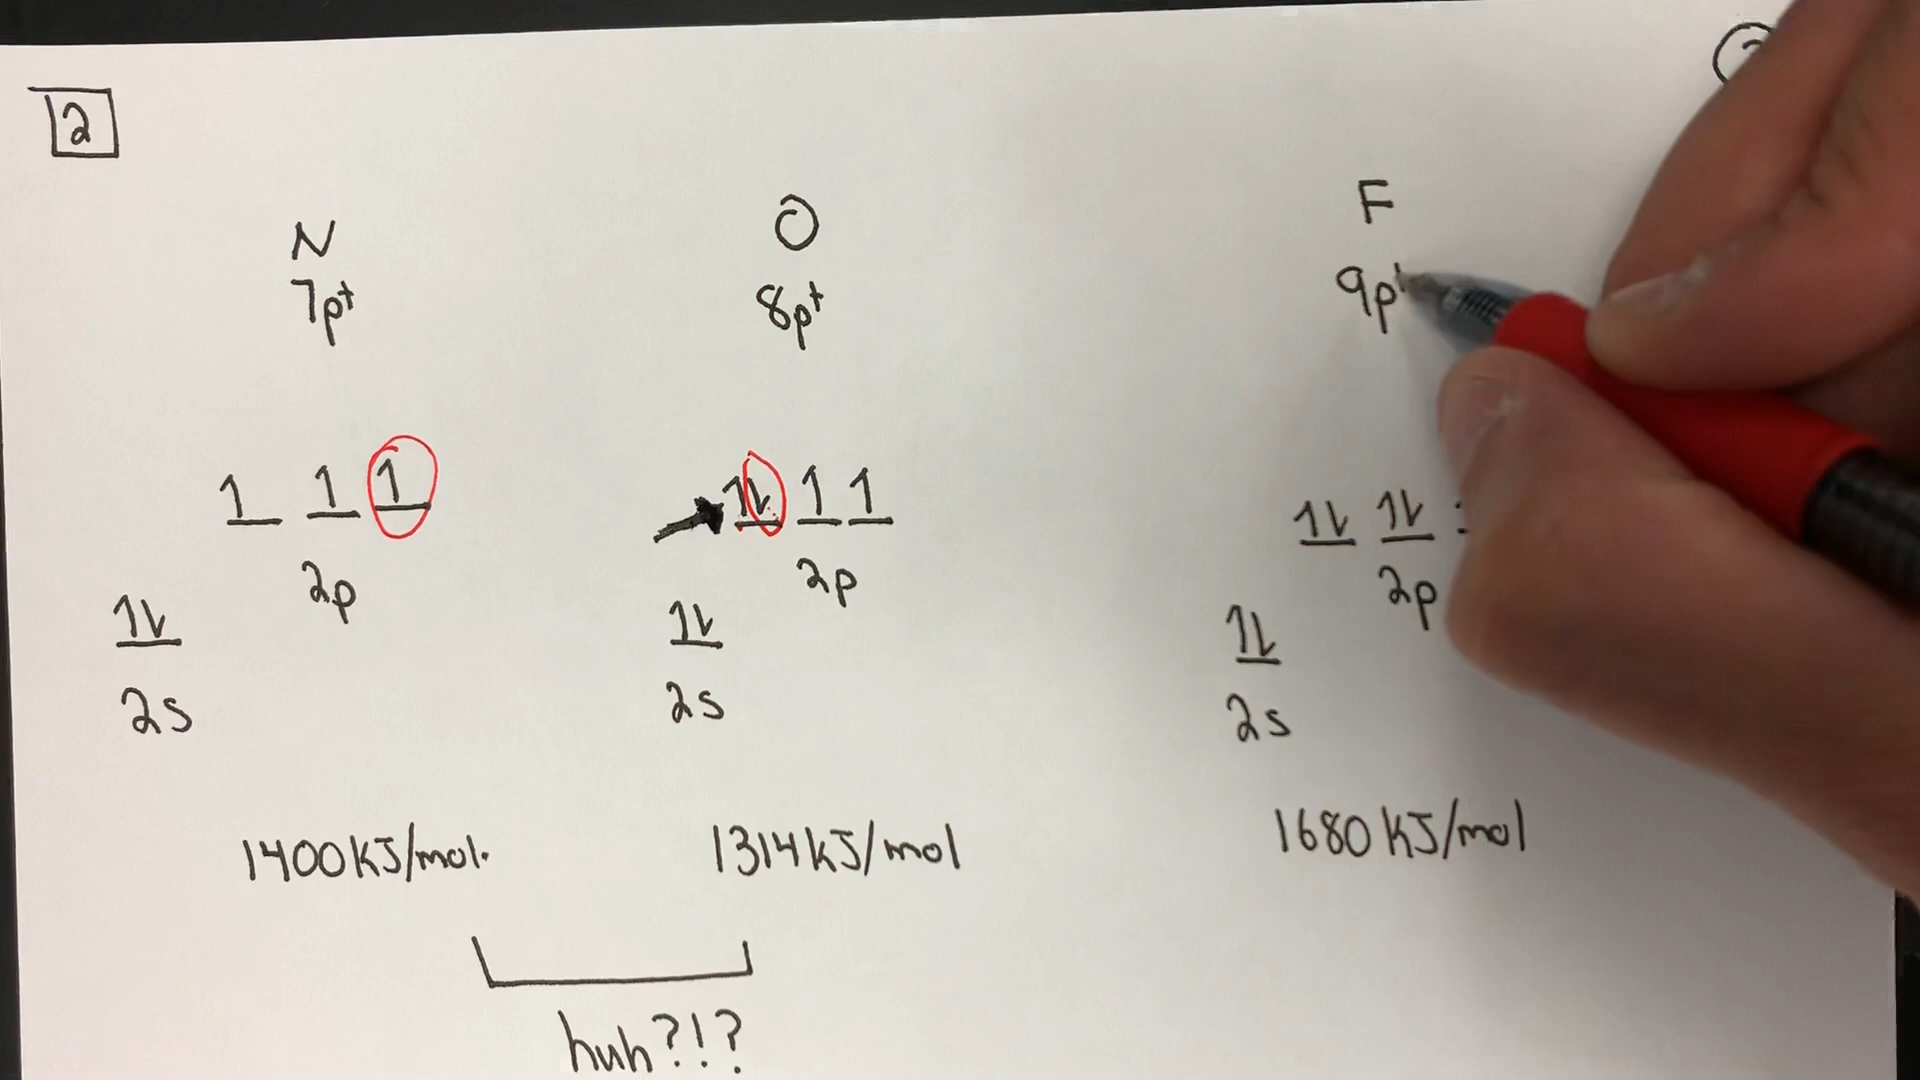 2
N
7p+
1 1 1
2p
1⇂
2s
1400 kJ/mol.
O
8p+
1⇂ 1 1
2p
1⇂
2s
1314 kJ/mol
huh?!?
F
9p+
1⇂ 1⇂
2p
1⇂
2s
1680 kJ/mol